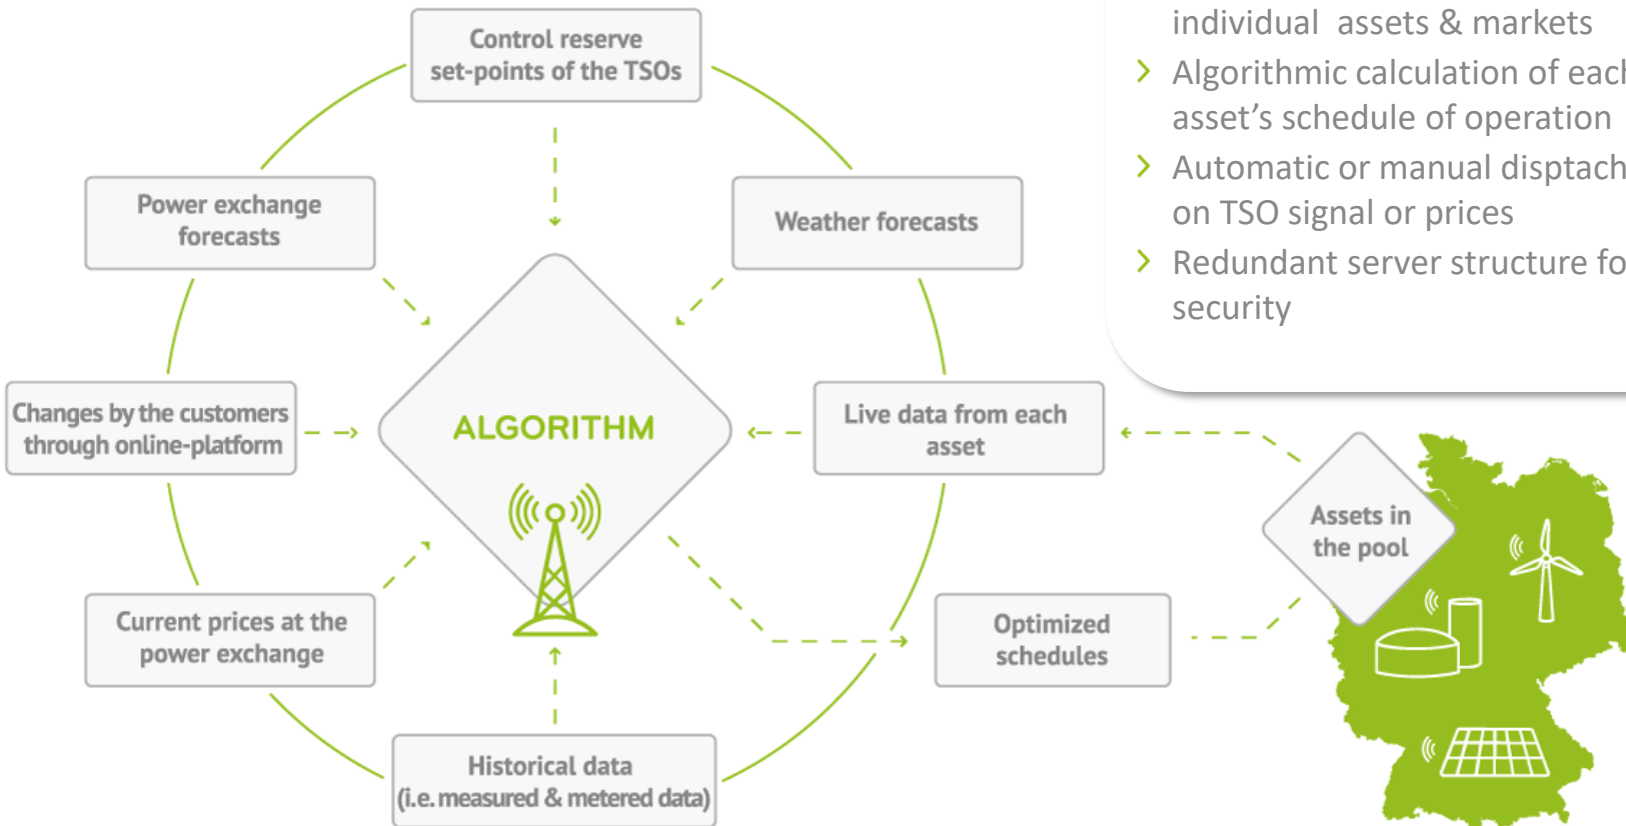 Control reserve
set-points of the TSOs
Power exchange
forecasts
Weather forecasts
Changes by the customers
through online-platform
ALGORITHM
Live data from each
asset
Current prices at the
power exchange
Optimized
schedules
Historical data
(i.e. measured & metered data)
Assets in
the pool
individual assets & markets
Algorithmic calculation of each
asset’s schedule of operation
Automatic or manual disptach
on TSO signal or prices
Redundant server structure fo
security